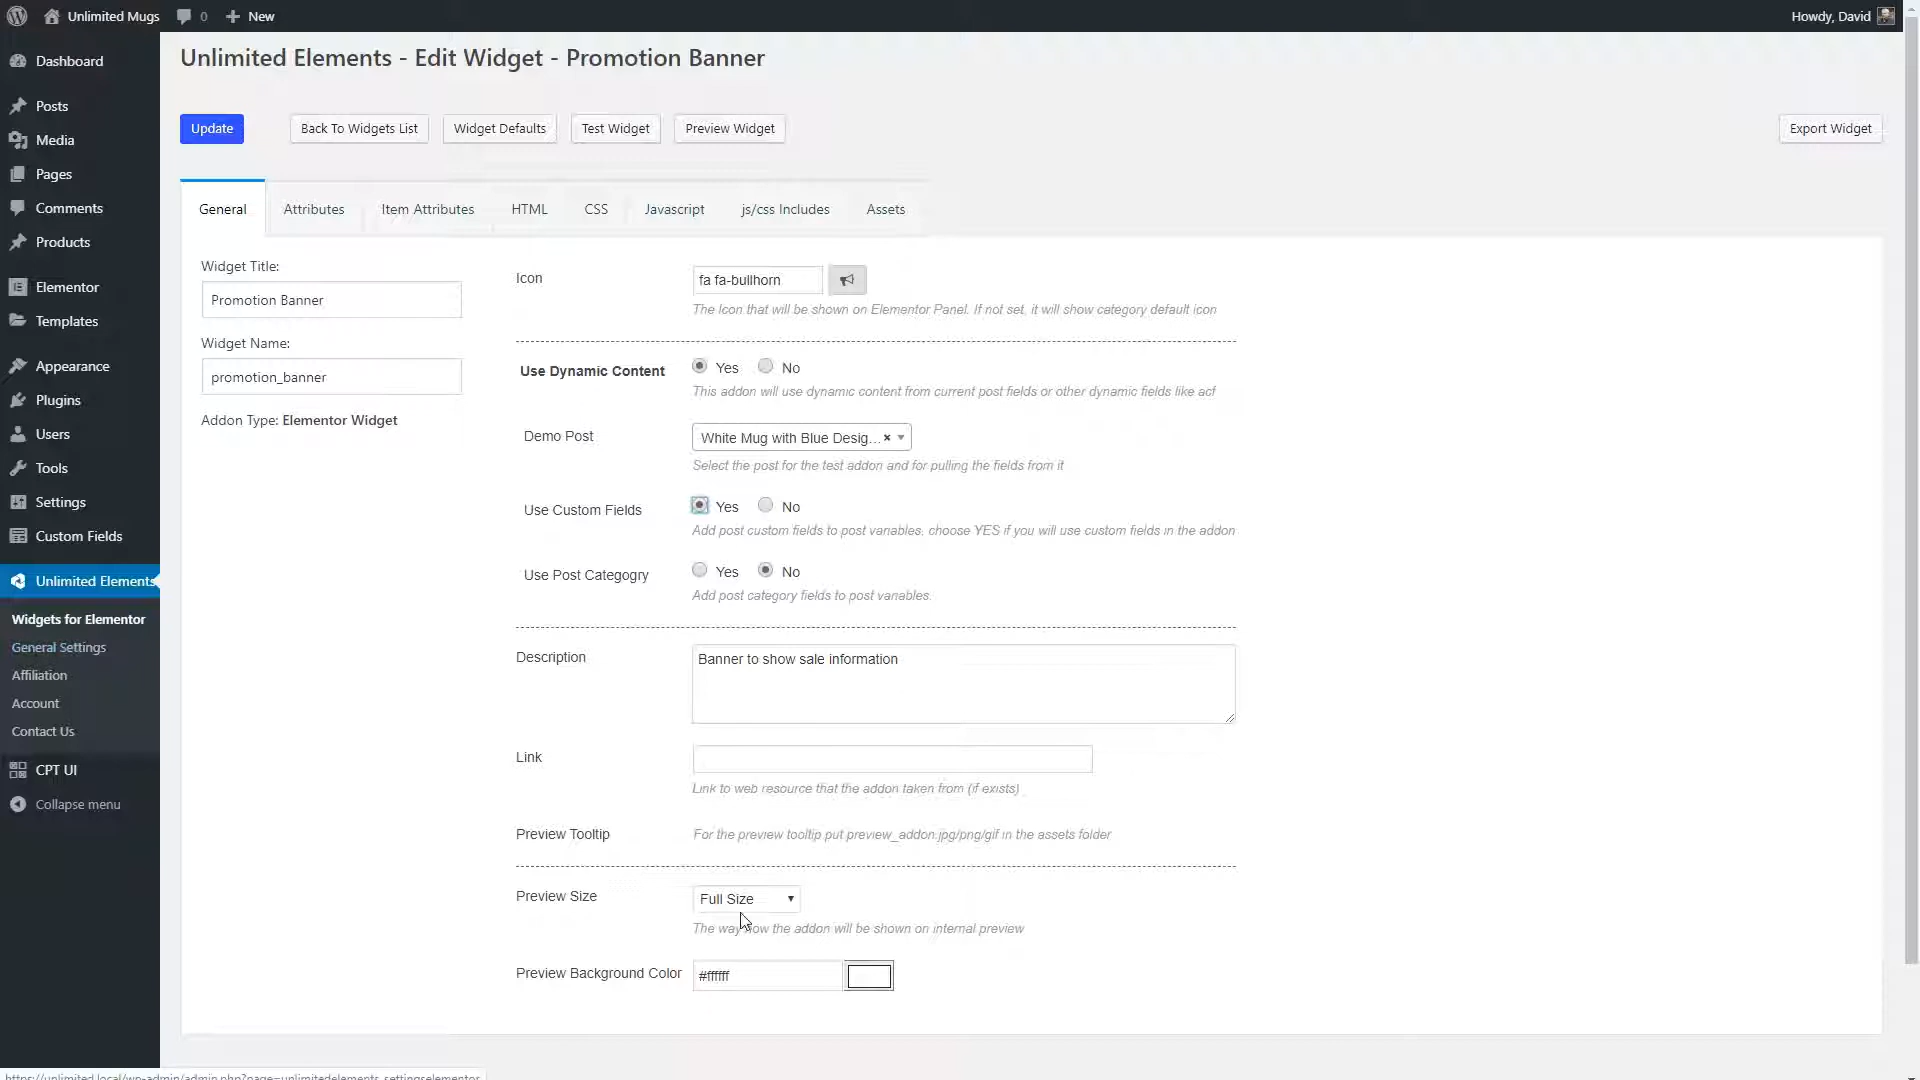 Unlimited Mugs
0
New
Howdy, David
Dashboard
Posts
Media
Pages
Comments
Products
Elementor
Templates
Appearance
Plugins
Users
Tools
Settings
Custom Fields
Unlimited Elements
Widgets for Elementor
General Settings
Affiliation
Account
Contact Us
CPT UI
Collapse menu
Unlimited Elements - Edit Widget - Promotion Banner
Update
Back To Widgets List
Widget Defaults
Test Widget
Preview Widget
Export Widget
General
Attributes
Item Attributes
HTML
CSS
Javascript
js/css Includes
Assets
Widget Title:
Promotion Banner
Widget Name:
promotion_banner
Addon Type: Elementor Widget
Icon
fa fa-bullhorn
The Icon that will be shown on Elementor Panel. If not set, it will show category default icon
Use Dynamic Content
Yes
No
This addon will use dynamic content from current post fields or other dynamic fields like acf
Demo Post
White Mug with Blue Desig... ×
Select the post for the test addon and for pulling the fields from it
Use Custom Fields
Yes
No
Add post custom fields to post variables, choose YES if you will use custom fields in the addon
Use Post Categogry
Yes
No
Add post category fields to post variables.
Description
Banner to show sale information
Link
Link to web resource that the addon taken from (if exists)
Preview Tooltip
For the preview tooltip put preview_addon.jpg/png/gif in the assets folder
Preview Size
Full Size
The way how the addon will be shown on internal preview
Preview Background Color
#ffffff
https://unlimited.local/wp-admin/admin.php?page=unlimitedelements_settingselementor